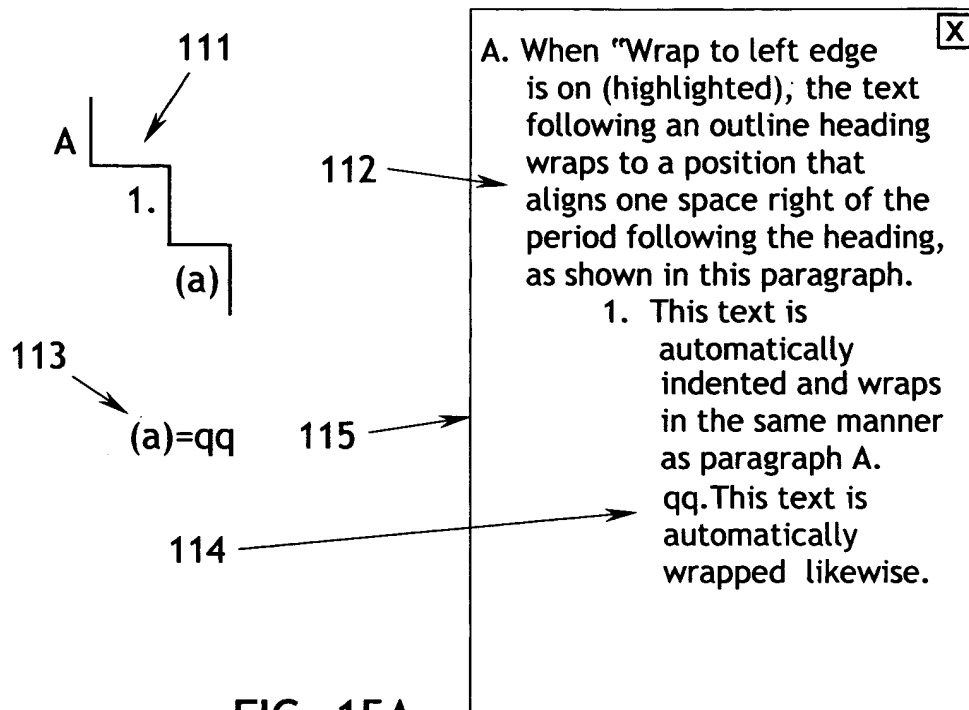 111
A
1.
(a)
112
113
(a)=qq
115
114
X
A. When “Wrap to left edge
is on (highlighted), the text
following an outline heading
wraps to a position that
aligns one space right of the
period following the heading,
as shown in this paragraph.
1. This text is
automatically
indented and wraps
in the same manner
as paragraph A.
qq.This text is
automatically
wrapped likewise.
FIG. 15A